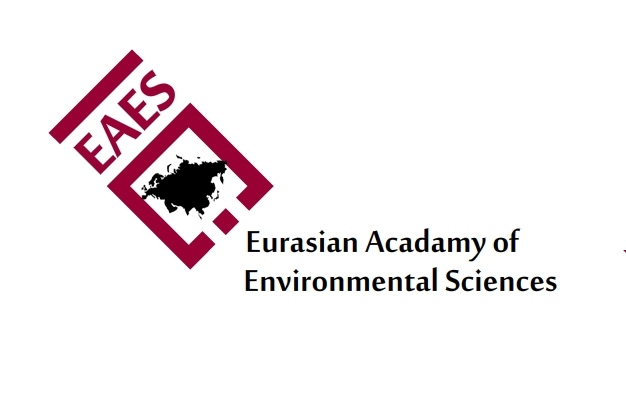 EAES
Eurasian Acadamy of
Environmental Sciences